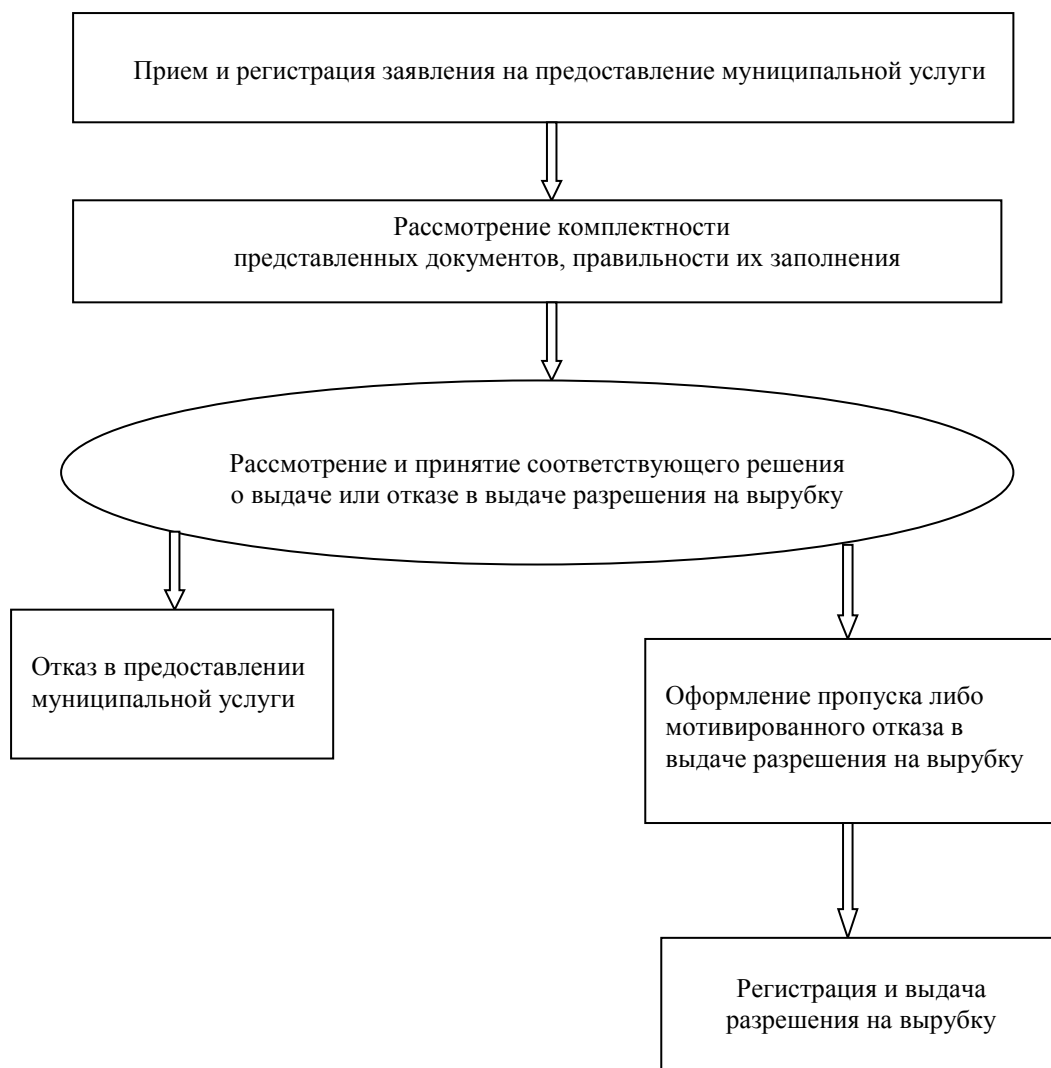 Прием и регистрация заявления на предоставление муниципальной услуги
Рассмотрение комплектности
представленных документов, правильности их заполнения
Рассмотрение и принятие соответствующего решения
о выдаче или отказе в выдаче разрешения на вырубку
Отказ в предоставлении
муниципальной услуги
Оформление пропуска либо
мотивированного отказа в
выдаче разрешения на вырубку
Регистрация и выдача
разрешения на вырубку